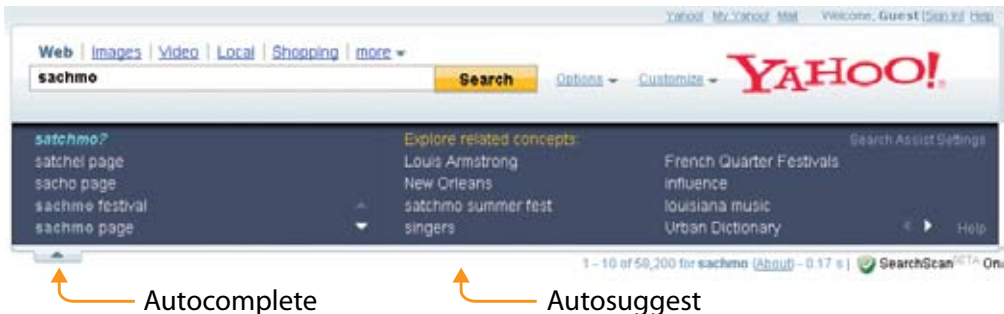 Yahoo! My Yahoo! Mail Welcome, Guest [Sign In] Help
Web | Images | Video | Local | Shopping | more
sachmo Search Options Customize YAHOO!
satchmo? Explore related concepts: Search Assist Settings
satchel page Louis Armstrong French Quarter Festivals
sacho page New Orleans influence
sachmo festival satchmo summer fest louisiana music
sachmo page singers Urban Dictionary Help
1 - 10 of 59,200 for sachmo (About) - 0.17 s | SearchScan BETA On
Autocomplete Autosuggest